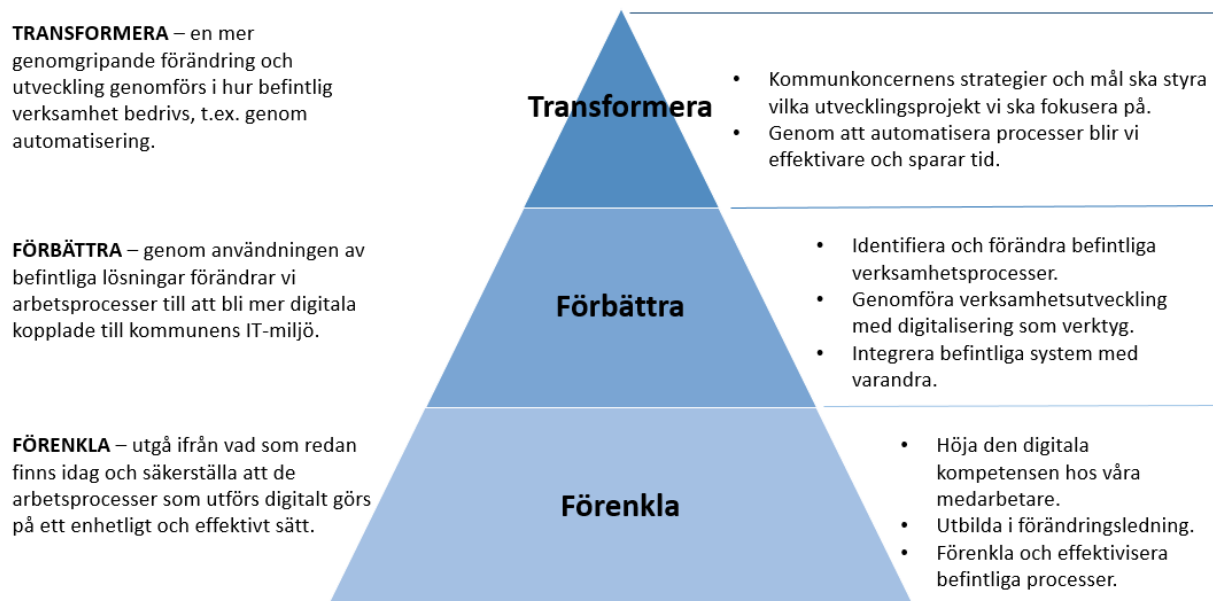 TRANSFORMERA – en mer
genomgripande förändring och
utveckling genomförs i hur befintlig
verksamhet bedrivs, t.ex. genom
automatisering.
Transformera
• Kommunkoncernens strategier och mål ska styra
vilka utvecklingsprojekt vi ska fokusera på.
• Genom att automatisera processer blir vi
effektivare och sparar tid.
FÖRBÄTTRA – genom användningen av
befintliga lösningar förändrar vi
arbetsprocesser till att bli mer digitala
kopplade till kommunens IT-miljö.
Förbättra
• Identifiera och förändra befintliga
verksamhetsprocesser.
• Genomföra verksamhetsutveckling
med digitalisering som verktyg.
• Integrera befintliga system med
varandra.
FÖRENKLA – utgå ifrån vad som redan
finns idag och säkerställa att de
arbetsprocesser som utförs digitalt görs
på ett enhetligt och effektivt sätt.
Förenkla
• Höja den digitala
kompetensen hos våra
medarbetare.
• Utbilda i förändringsledning.
• Förenkla och effektivisera
befintliga processer.